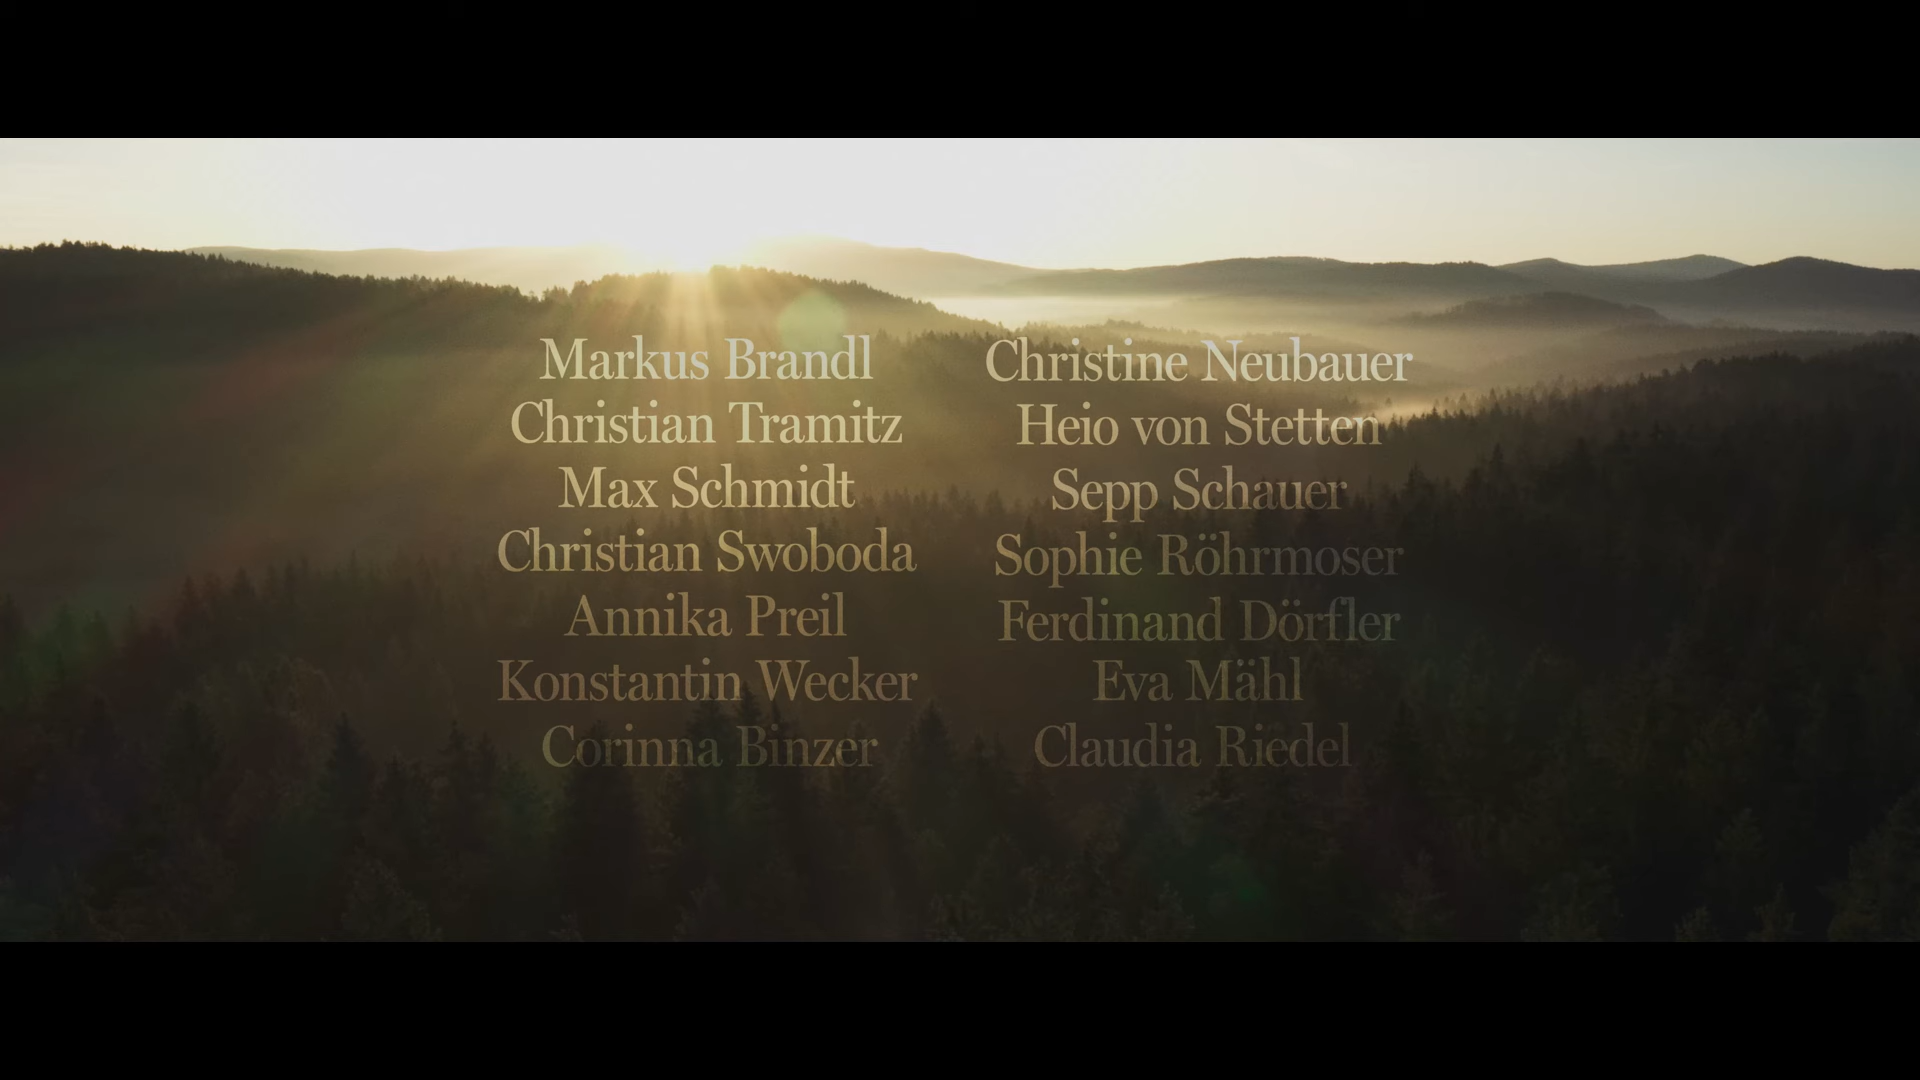 Markus Brandl
Christian Tramitz
Max Schmidt
Christian Swoboda
Annika Preil
Konstantin Wecker
Corinna Binzer
Christine Neubauer
Heio von Stetten
Sepp Schauer
Sophie Röhrmoser
Ferdinand Dörfler
Eva Mähl
Claudia Riedel